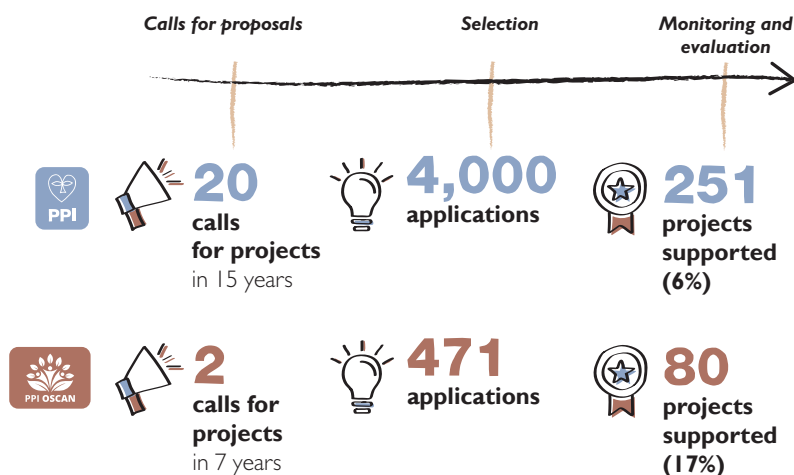 Calls for proposals
Selection
Monitoring and
evaluation
PPI
20
calls
for projects
in 15 years
4,000
applications
251
projects
supported
(6%)
PPI OSCAN
2
calls for
projects
in 7 years
471
applications
80
projects
supported
(17%)